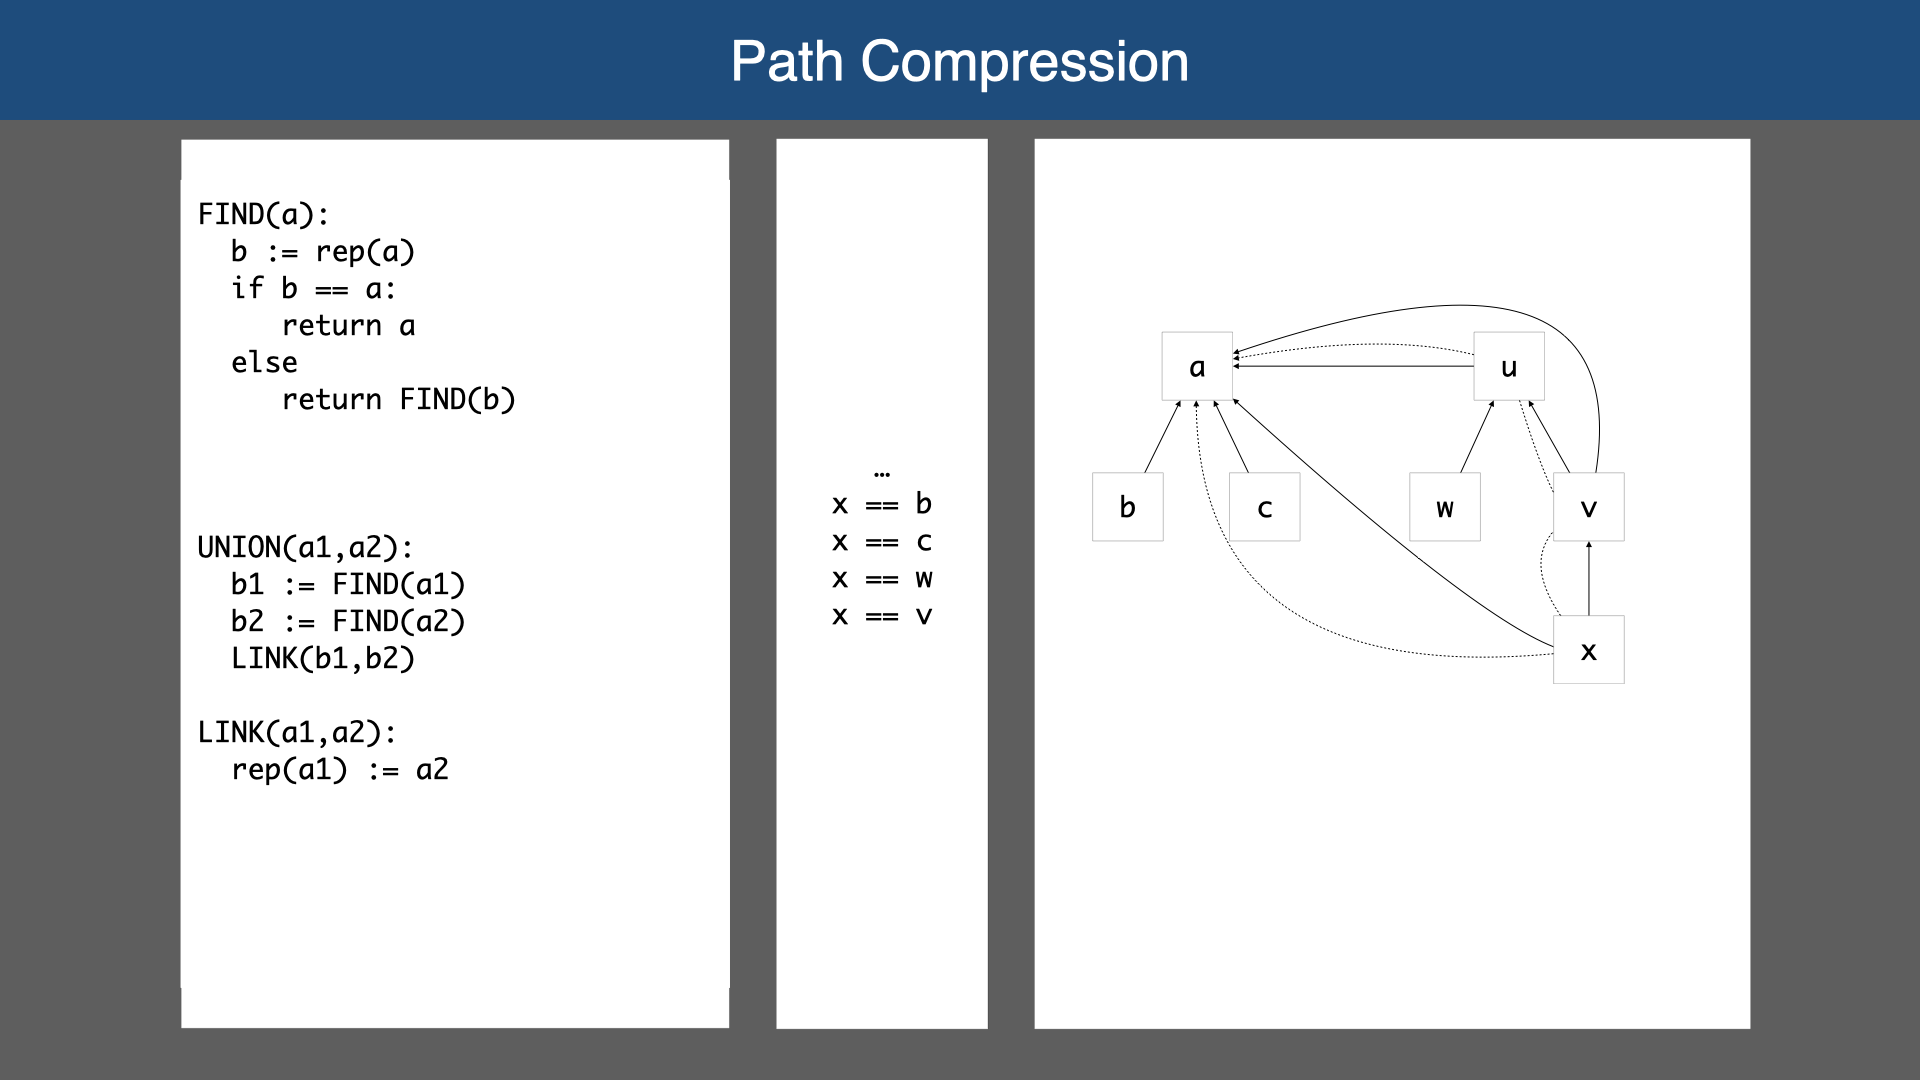 Path Compression
FIND(a):
b := rep(a)
if b == a:
return a
else
return FIND(b)
UNION(a1,a2):
b1 := FIND(a1)
b2 := FIND(a2)
LINK(b1,b2)
LINK(a1,a2):
rep(a1) := a2
…
x == b
x == c
x == w
x == v
a u
b c w v
x